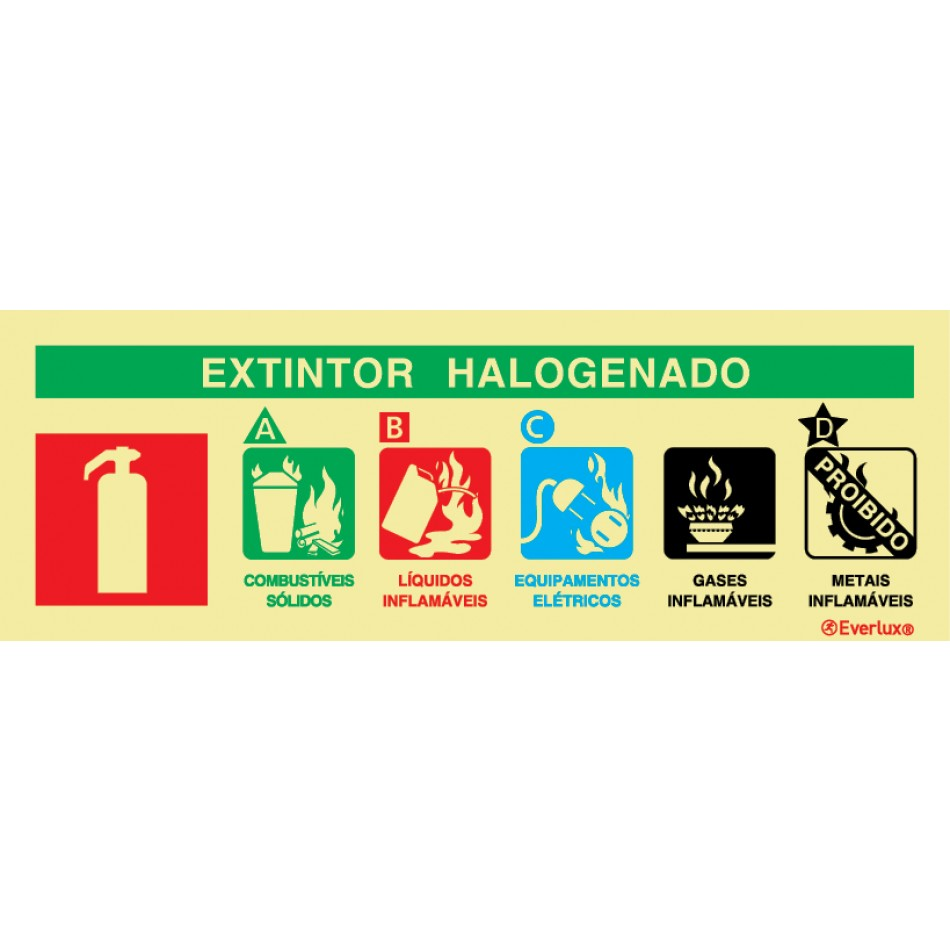 EXTINTOR HALOGENADO
A
B
C
D
PROIBIDO
COMBUSTÍVEIS
SÓLIDOS
LÍQUIDOS
INFLAMÁVEIS
EQUIPAMENTOS
ELÉTRICOS
GASES
INFLAMÁVEIS
METAIS
INFLAMÁVEIS
Everlux®